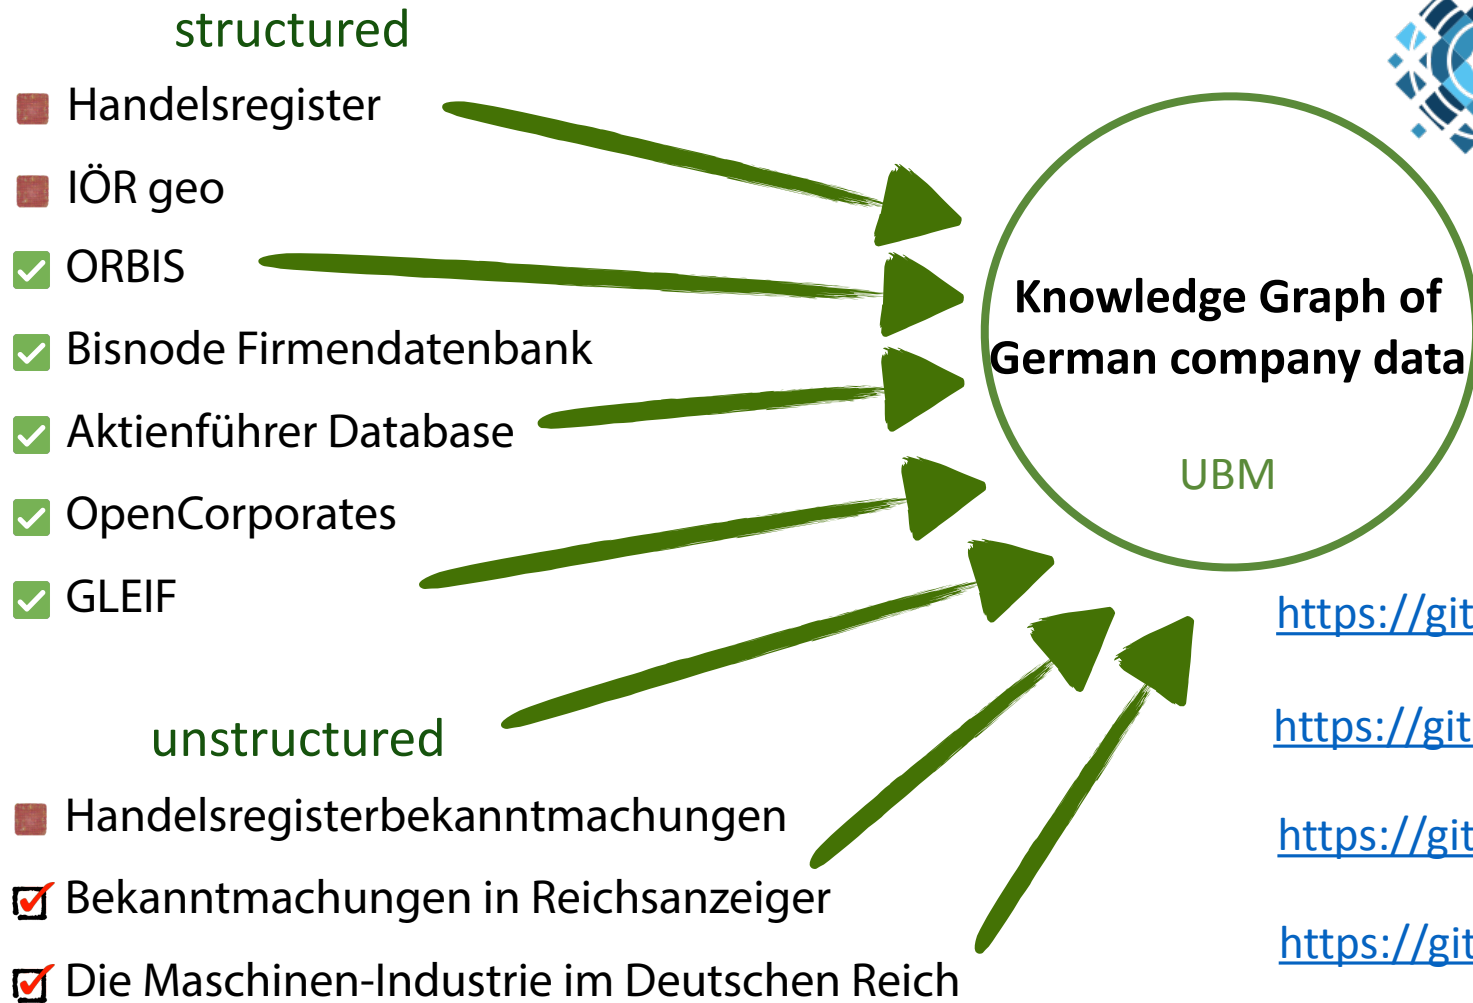 structured
Handelsregister
IÖR geo
ORBIS
Bisnode Firmendatenbank
Aktienführer Database
OpenCorporates
GLEIF
unstructured
Handelsregisterbekanntmachungen
Bekanntmachungen in Reichsanzeiger
Die Maschinen-Industrie im Deutschen Reich
Knowledge Graph of
German company data
UBM
https://git
https://git
https://git
https://git